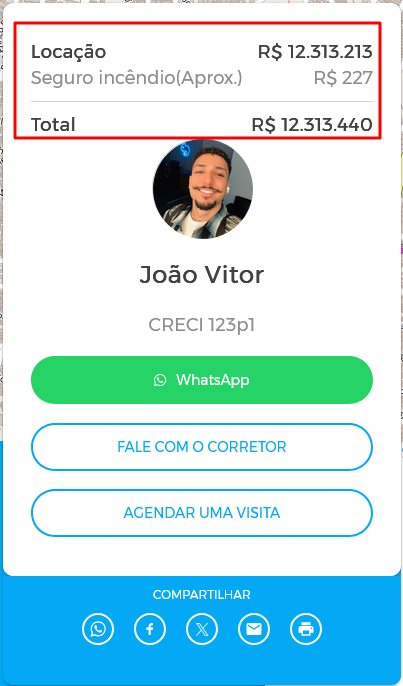 Locação R$ 12.313.213
Seguro incêndio(Aprox.) R$ 227
Total R$ 12.313.440
João Vitor
CRECI 123p1
WhatsApp
FALE COM O CORRETOR
AGENDAR UMA VISITA
COMPARTILHAR